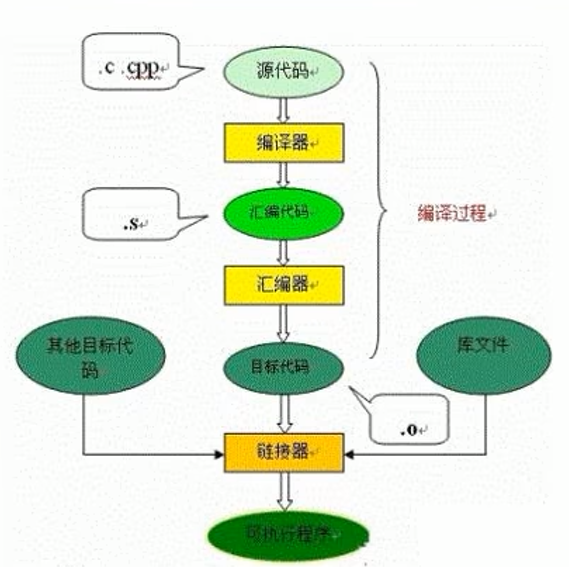 .c .cpp
源代码
编译器
.s
汇编代码
编译过程
汇编器
其他目标代
码
目标代码
库文件
.o
链接器
可执行程序